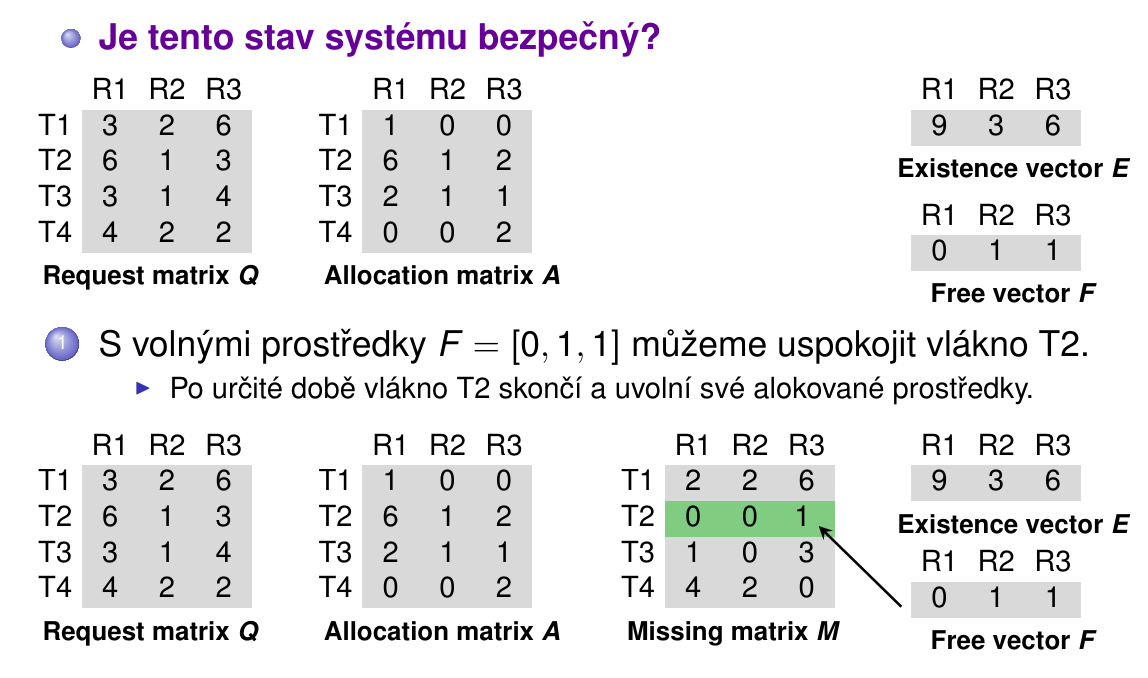 Je tento stav systému bezpečný?
R1 R2 R3 R1 R2 R3 R1 R2 R3
T1 3 2 6 T1 1 0 0 9 3 6
T2 6 1 3 T2 6 1 2 Existence vector E
T3 3 1 4 T3 2 1 1 R1 R2 R3
T4 4 2 2 T4 0 0 2 0 1 1
Request matrix Q Allocation matrix A Free vector F
1 S volnými prostředky F = [0, 1, 1] můžeme uspokojit vlákno T2.
Po určité době vlákno T2 skončí a uvolní své alokované prostředky.
R1 R2 R3 R1 R2 R3 R1 R2 R3 R1 R2 R3
T1 3 2 6 T1 1 0 0 T1 2 2 6 9 3 6
T2 6 1 3 T2 6 1 2 T2 0 0 1 Existence vector E
T3 3 1 4 T3 2 1 1 T3 1 0 3 R1 R2 R3
T4 4 2 2 T4 0 0 2 T4 4 2 0 0 1 1
Request matrix Q Allocation matrix A Missing matrix M Free vector F